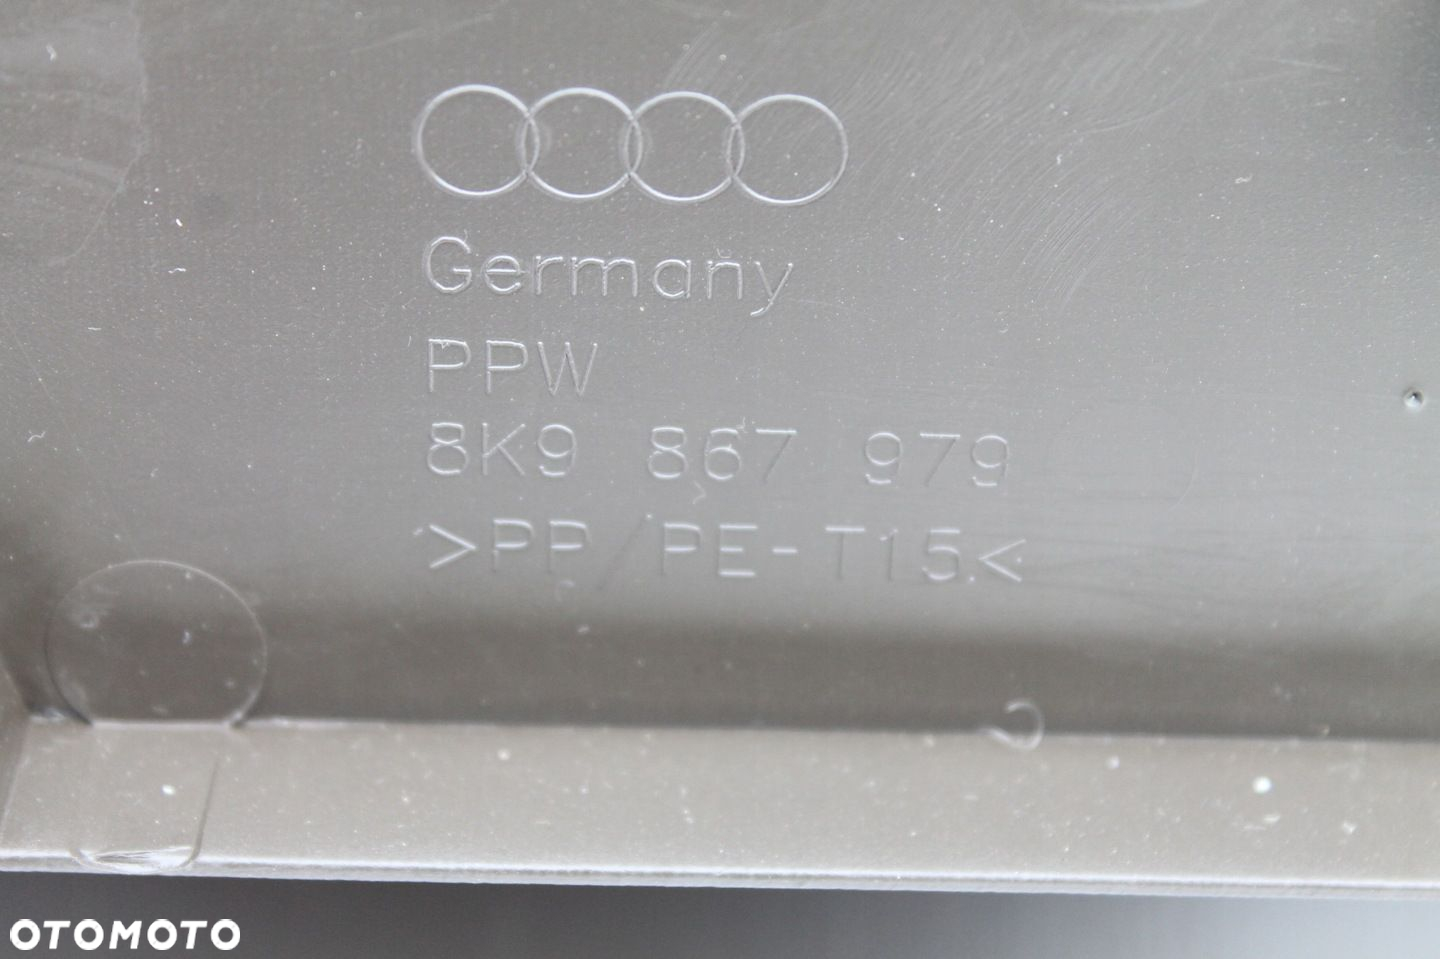 Germany
PPW
8K9 867 979
>PP/PE-T15<
OTOMOTO